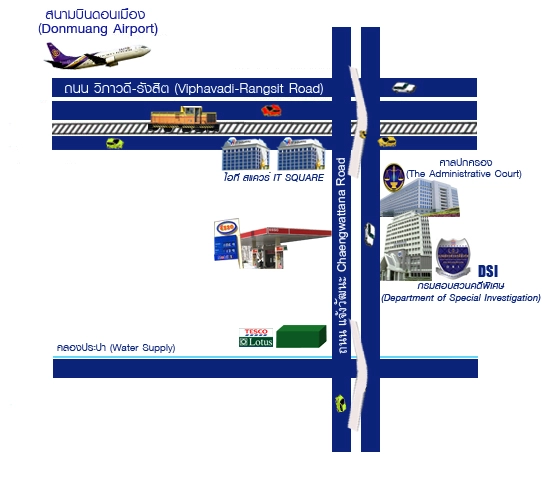 สนามบินดอนเมือง
(Donmuang Airport)
ถนน วิภาวดี-รังสิต (Viphavadi-Rangsit Road)
ไอที สแควร์ IT SQUARE
ศาลปกครอง
(The Administrative Court)
Esso
ถนน แจ้งวัฒนะ Chaengwattana Road
DSI
กรมสอบสวนคดีพิเศษ
(Department of Special Investigation)
TESCO
Lotus
คลองประปา (Water Supply)